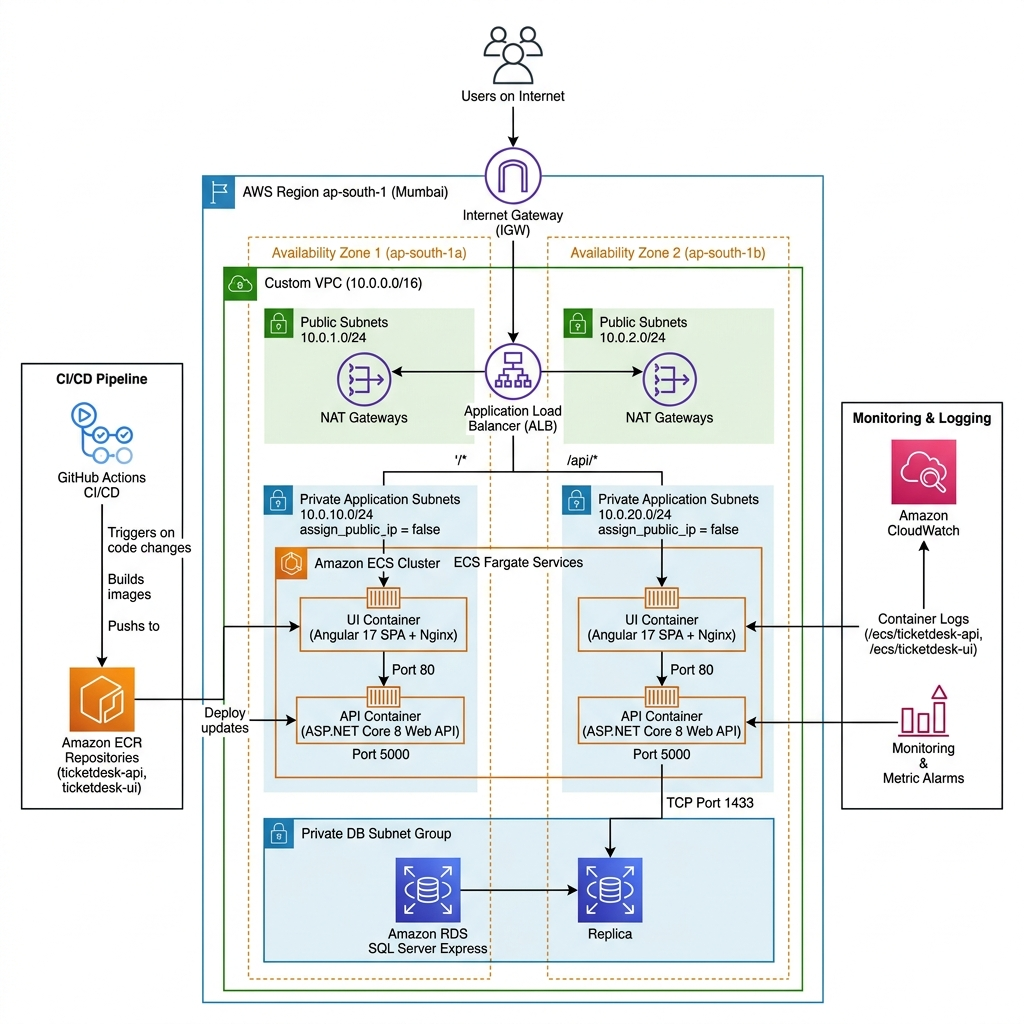 Users on Internet
AWS Region ap-south-1 (Mumbai)
Internet Gateway
(IGW)
Availability Zone 1 (ap-south-1a)
Availability Zone 2 (ap-south-1b)
Custom VPC (10.0.0.0/16)
Public Subnets
10.0.1.0/24
NAT Gateways
Public Subnets
10.0.2.0/24
NAT Gateways
Application Load
Balancer (ALB)
'/*
/api/*
CI/CD Pipeline
GitHub Actions
CI/CD
Triggers on
code changes
Builds
images
Pushs to
Amazon ECR
Repositories
(ticketdesk-api,
ticketdesk-ui)
Deploy
updates
Private Application Subnets
10.0.10.0/24
assign_public_ip = false
Private Application Subnets
10.0.20.0/24
assign_public_ip = false
Amazon ECS Cluster
ECS Fargate Services
UI Container
(Angular 17 SPA + Nginx)
Port 80
API Container
(ASP.NET Core 8 Web API)
Port 5000
UI Container
(Angular 17 SPA + Nginx)
Port 80
API Container
(ASP.NET Core 8 Web API)
Port 5000
TCP Port 1433
Private DB Subnet Group
Amazon RDS
SQL Server Express
Replica
Monitoring & Logging
Amazon
CloudWatch
Container Logs
(/ecs/ticketdesk-api,
/ecs/ticketdesk-ui)
Monitoring
&
Metric Alarms